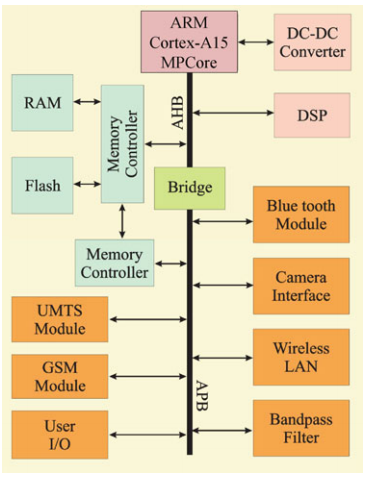 ARM
Cortex-A15
MPCore
DC-DC
Converter
RAM
Memory
Controller
AHB
DSP
Flash
Bridge
Blue tooth
Module
Memory
Controller
Camera
Interface
UMTS
Module
Wireless
LAN
GSM
Module
APB
User
I/O
Bandpass
Filter